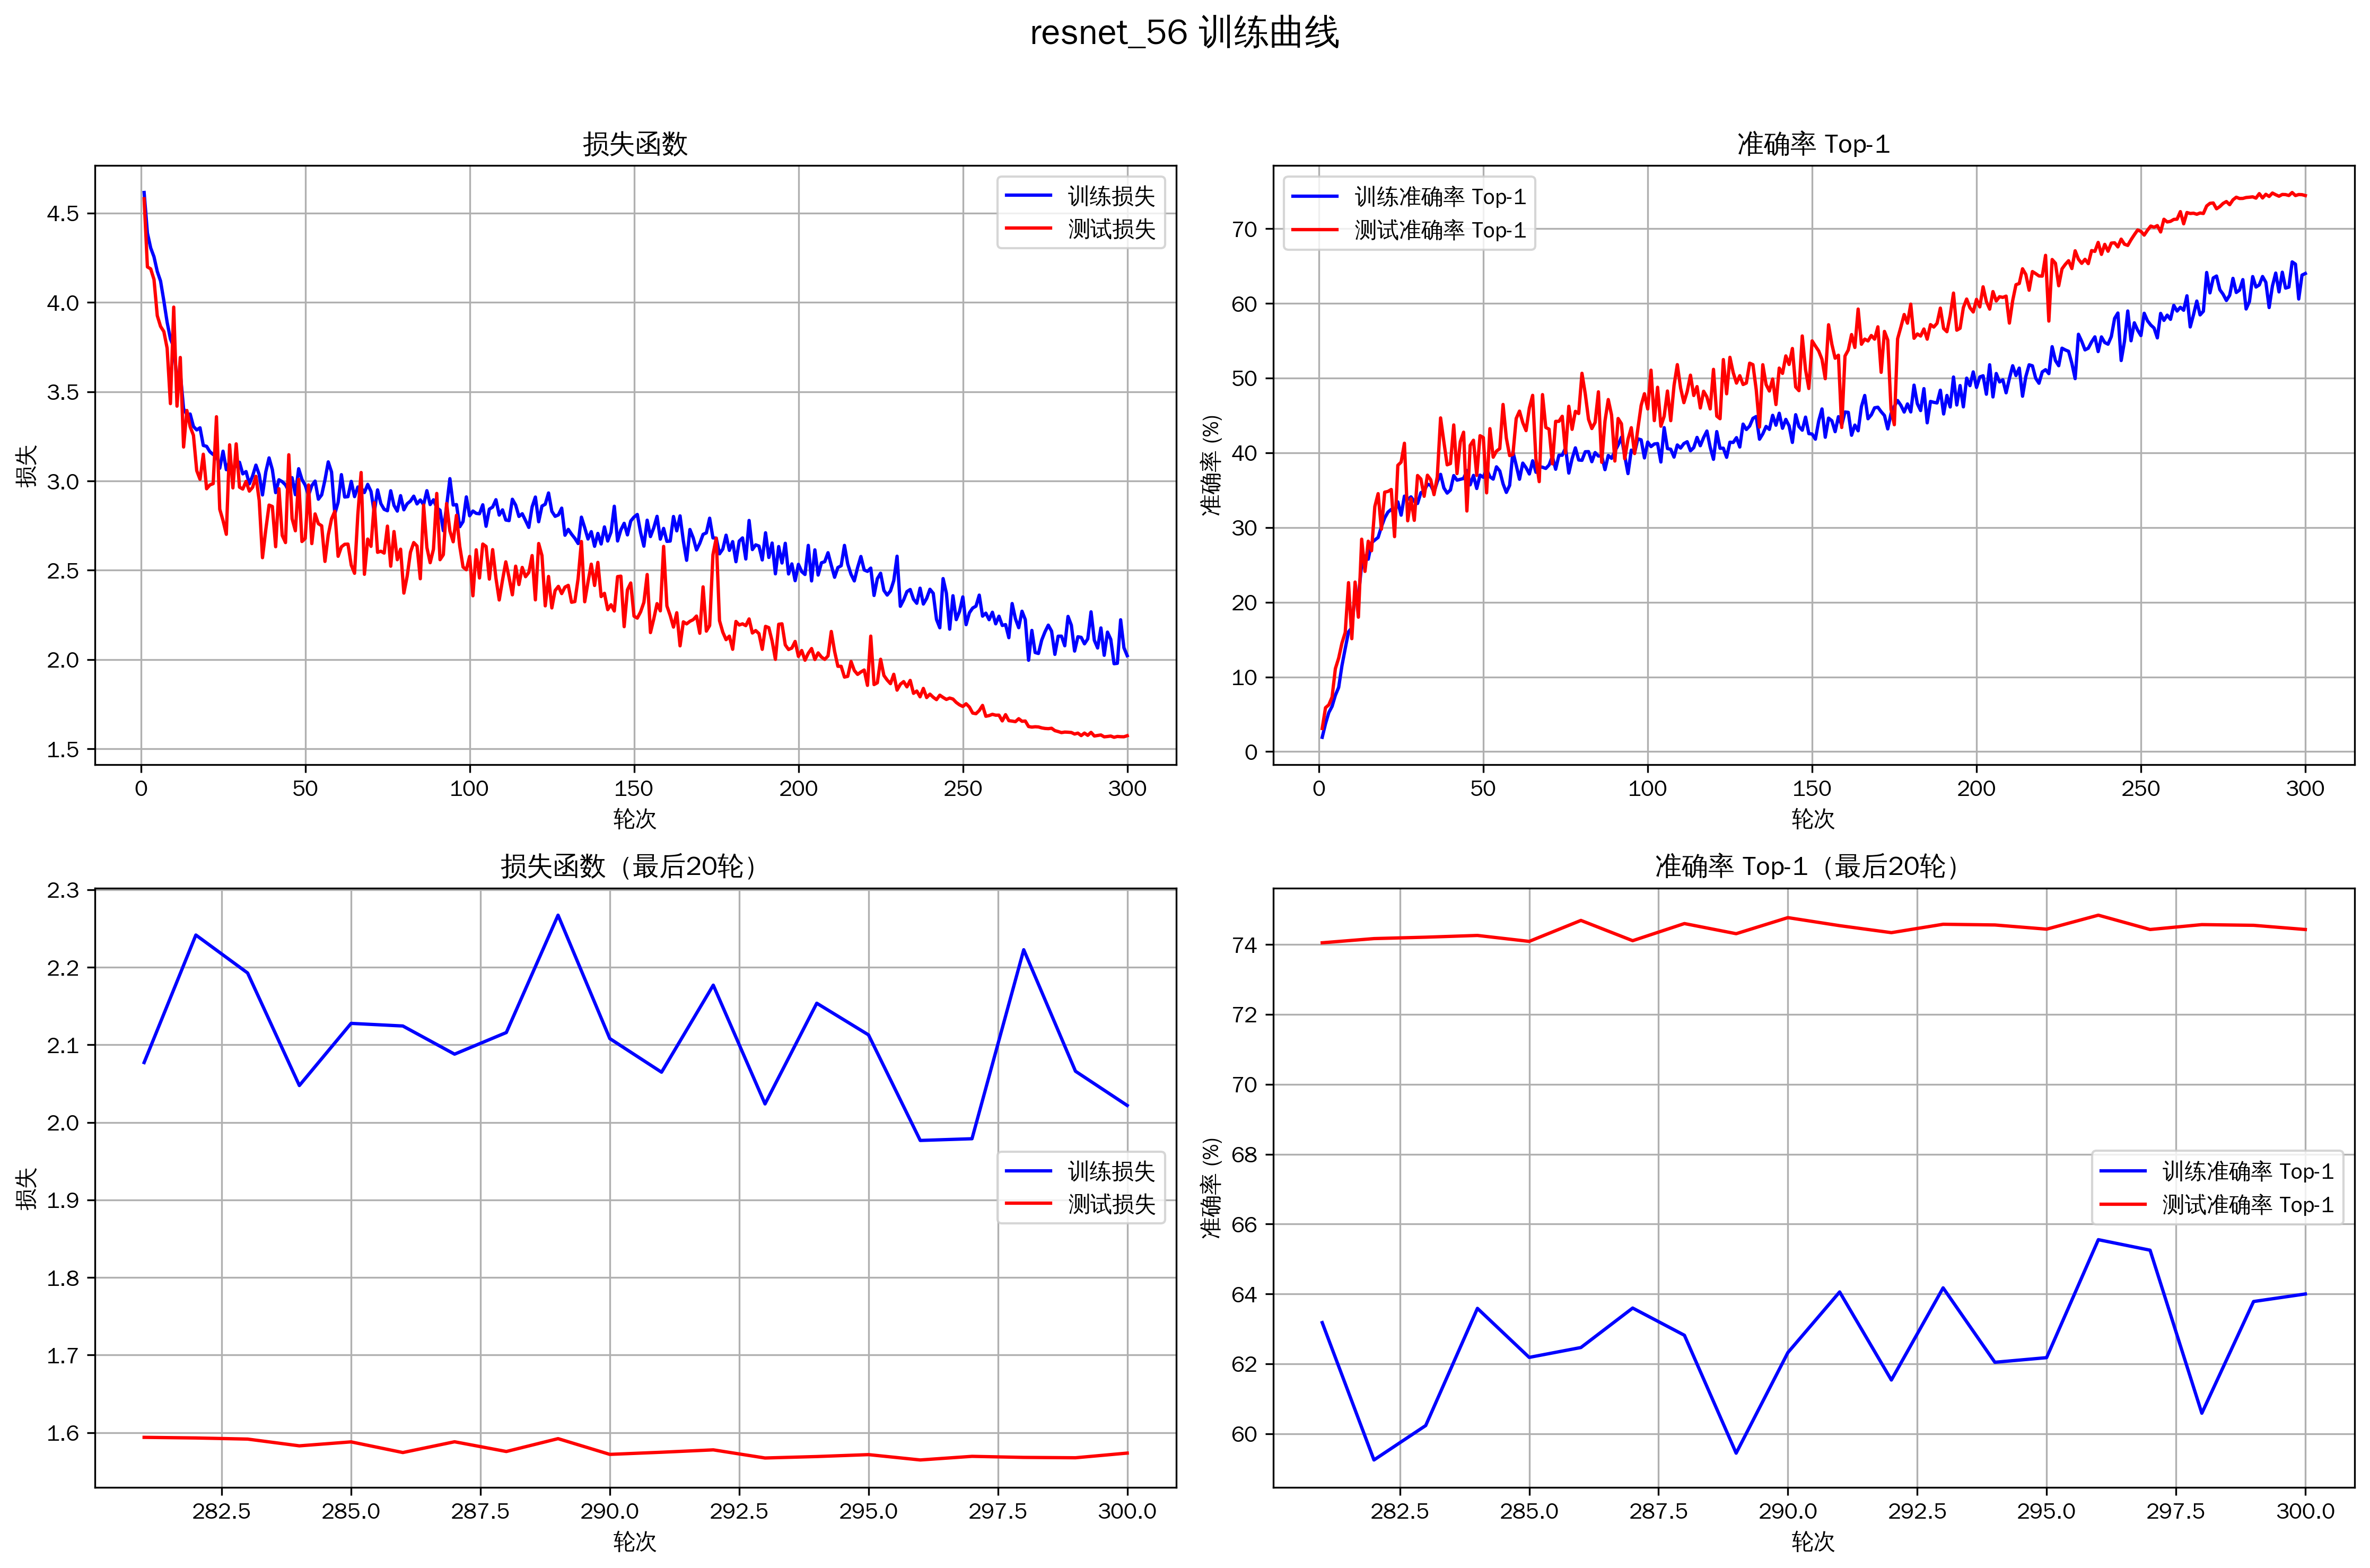 resnet_56 训练曲线
损失函数
训练损失
测试损失
4.5
4.0
3.5
3.0
2.5
2.0
1.5
损失
0
50
100
150
200
250
300
轮次
准确率 Top-1
训练准确率 Top-1
测试准确率 Top-1
70
60
50
40
30
20
10
0
准确率 (%)
0
50
100
150
200
250
300
轮次
损失函数（最后20轮）
2.3
2.2
2.1
2.0
1.9
1.8
1.7
1.6
损失
训练损失
测试损失
282.5
285.0
287.5
290.0
292.5
295.0
297.5
300.0
轮次
准确率 Top-1（最后20轮）
74
72
70
68
66
64
62
60
准确率 (%)
训练准确率 Top-1
测试准确率 Top-1
282.5
285.0
287.5
290.0
292.5
295.0
297.5
300.0
轮次